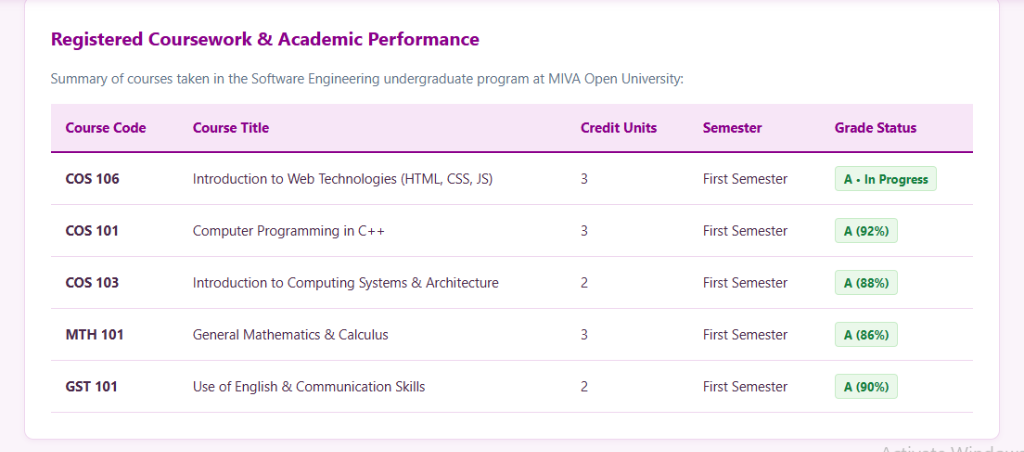 Registered Coursework & Academic Performance
Summary of courses taken in the Software Engineering undergraduate program at MIVA Open University:
Course Code Course Title Credit Units Semester Grade Status
COS 106 Introduction to Web Technologies (HTML, CSS, JS) 3 First Semester A • In Progress
COS 101 Computer Programming in C++ 3 First Semester A (92%)
COS 103 Introduction to Computing Systems & Architecture 2 First Semester A (88%)
MTH 101 General Mathematics & Calculus 3 First Semester A (86%)
GST 101 Use of English & Communication Skills 2 First Semester A (90%)
Activate Windows